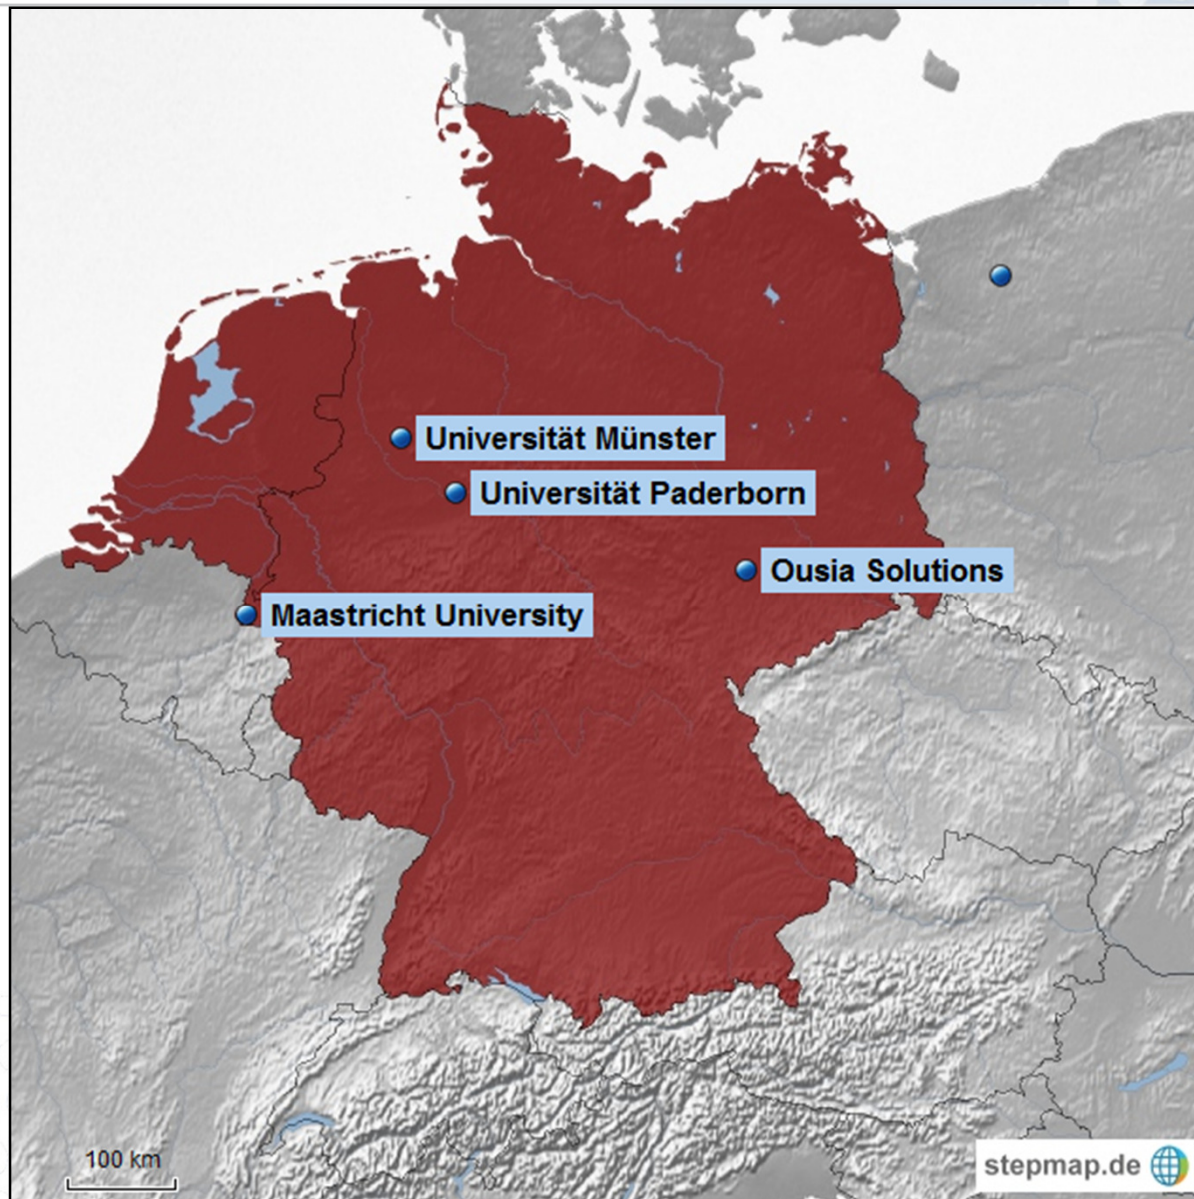 Universität Münster
Universität Paderborn
Ousia Solutions
Maastricht University
100 km
stepmap.de